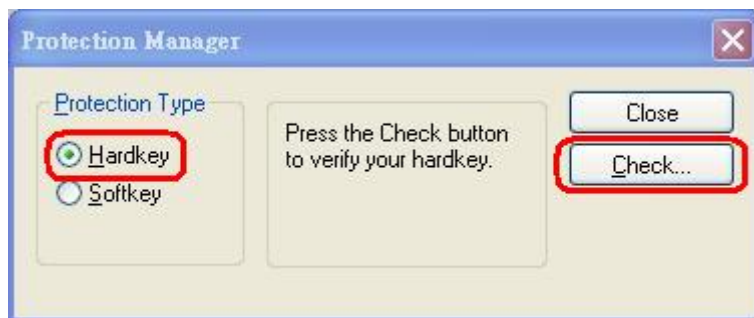 Protection Manager
Protection Type
Hardkey
Softkey
Press the Check button
to verify your hardkey.
Close
Check...